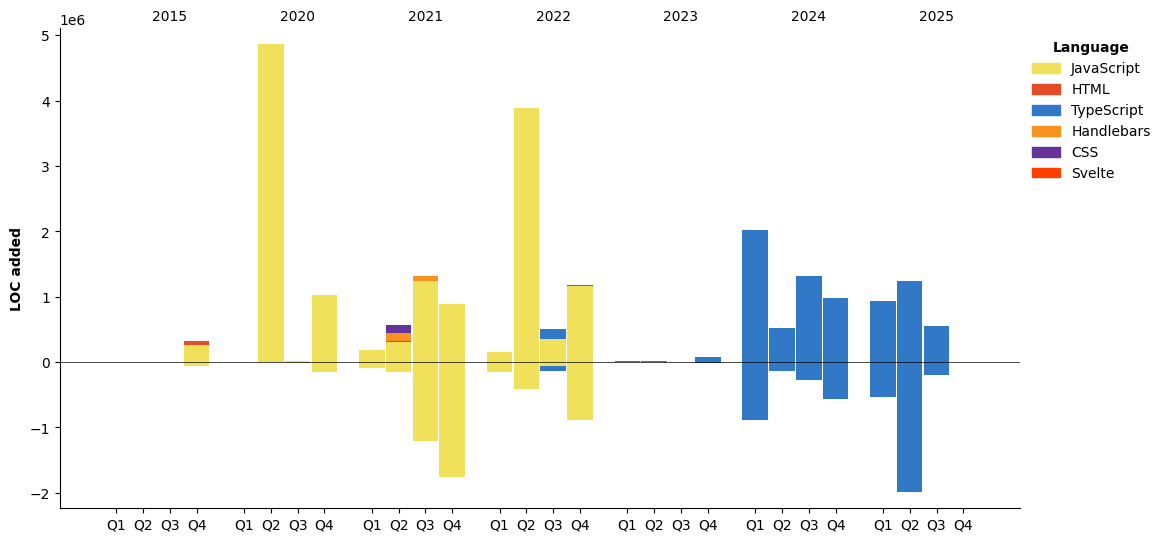 1e6
2015 2020 2021 2022 2023 2024 2025
5
4
3
2
1
0
−1
−2
LOC added
Q1 Q2 Q3 Q4 Q1 Q2 Q3 Q4 Q1 Q2 Q3 Q4 Q1 Q2 Q3 Q4 Q1 Q2 Q3 Q4 Q1 Q2 Q3 Q4 Q1 Q2 Q3 Q4
Language
JavaScript
HTML
TypeScript
Handlebars
CSS
Svelte